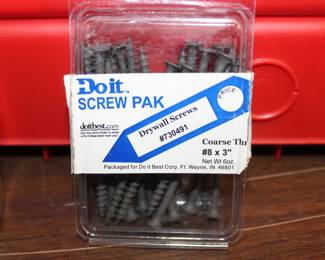 Do it
SCREW PAK
doitbest.com
Drywall Screws
#730491
PRICE
Coarse Th
#8 x 3"
Net Wt 6oz.
Packaged for Do it Best Corp. Ft. Wayne, IN 46801